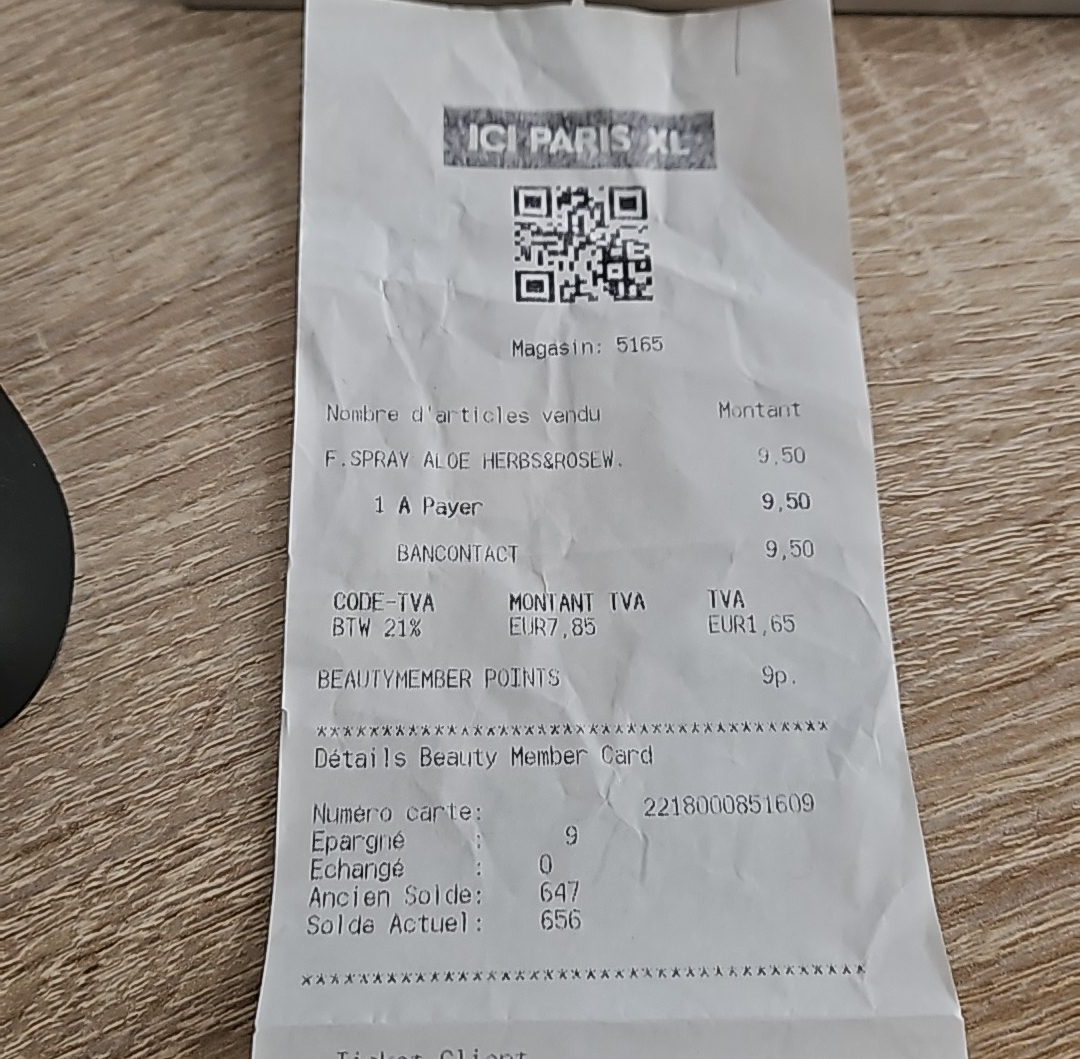 ICI PARIS XL
Magasin: 5165
Nombre d'articles vendu Montant
F.SPRAY ALOE HERBS&ROSEW. 9,50
1 A Payer 9,50
BANCONTACT 9,50
CODE-TVA MONTANT TVA TVA
BTW 21% EUR7,85 EUR1,65
BEAUTYMEMBER POINTS 9p.
****************************************
Détails Beauty Member Card
Numéro carte: 2218000851609
Epargné : 9
Echangé : 0
Ancien Solde: 647
Solde Actuel: 656
****************************************
Ticket Client